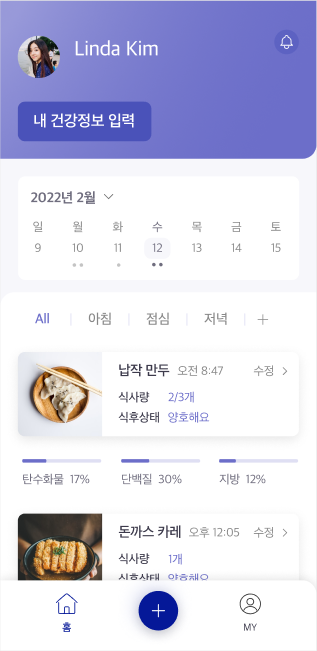 Linda Kim
내 건강정보 입력
2022년 2월
일 월 화 수 목 금 토
9 10 11 12 13 14 15
All 아침 점심 저녁 +
납작 만두 오전 8:47 수정
식사량 2/3개
식후상태 양호해요
탄수화물 17% 단백질 30% 지방 12%
돈까스 카레 오후 12:05 수정
식사량 1개
식후상태 양호해요
홈 MY